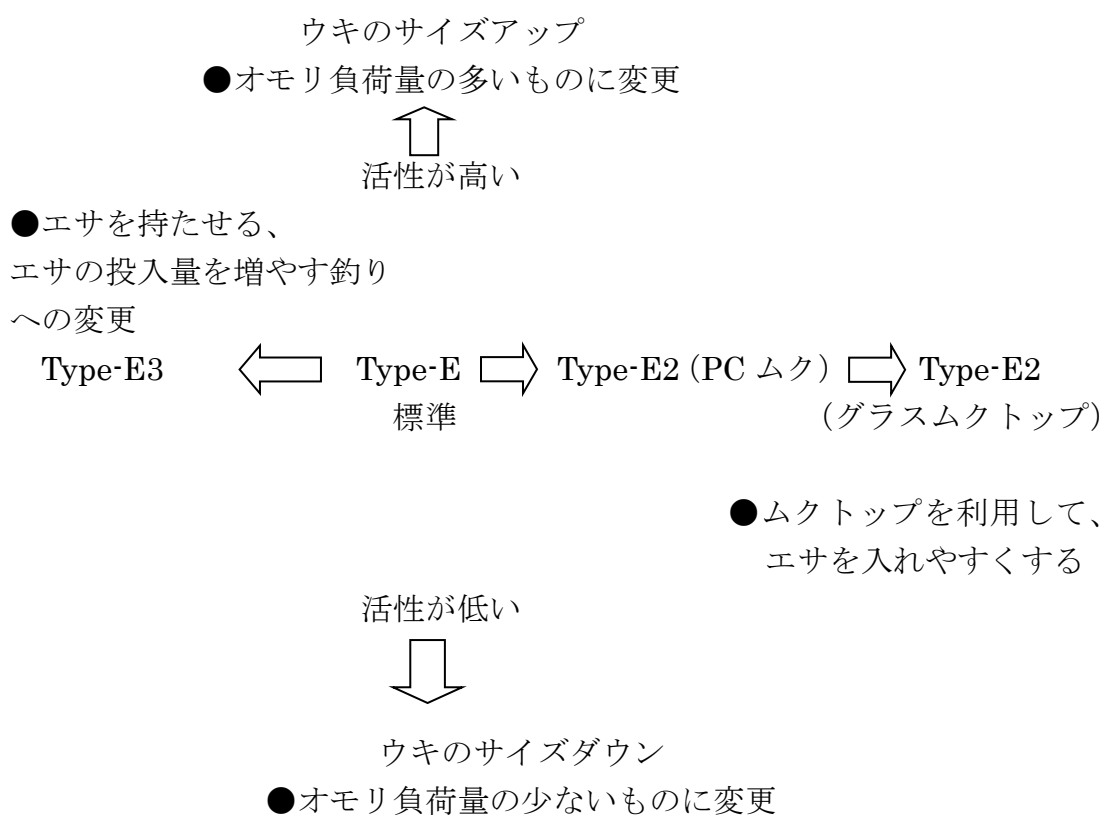 ウキのサイズアップ
●オモリ負荷量の多いものに変更
活性が高い
●エサを持たせる、
エサの投入量を増やす釣り
への変更
Type-E3 Type-E Type-E2 (PC ムク) Type-E2
標準 (グラスムクトップ)
●ムクトップを利用して、
エサを入れやすくする
活性が低い
ウキのサイズダウン
●オモリ負荷量の少ないものに変更